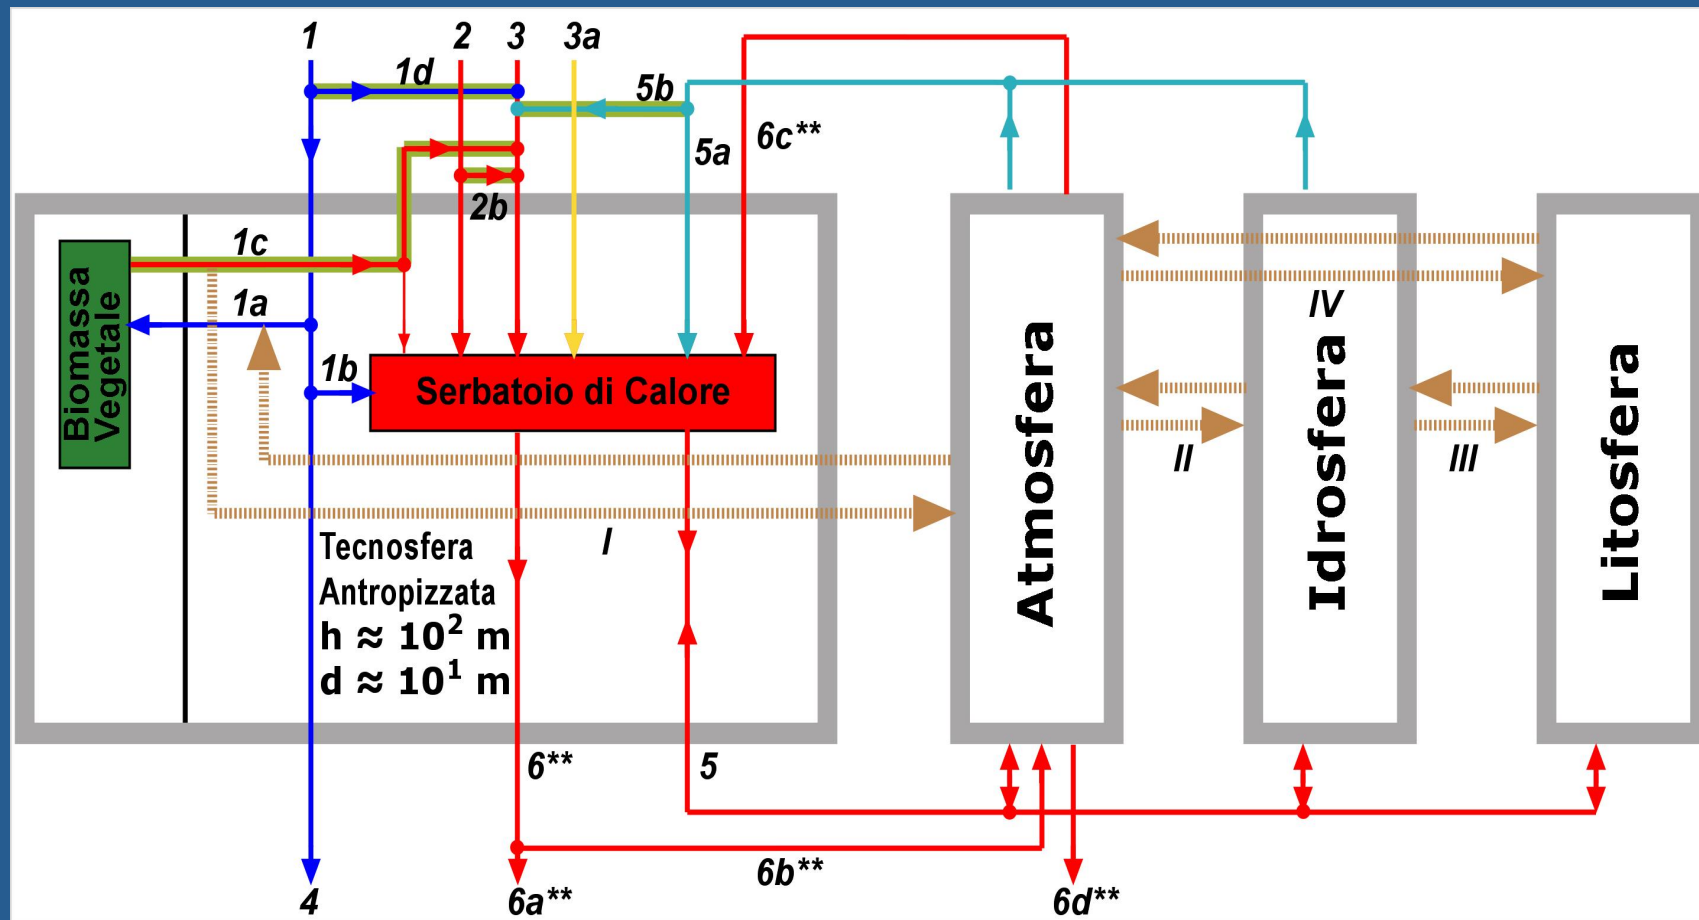 1
2
3
3a
1d
5b
6c**
5a
2b
1c
1a
1b
Biomassa
Vegetale
Serbatoio di Calore
Atmosfera
Idrosfera
Litosfera
IV
II
III
I
Tecnosfera
Antropizzata
h ≈ 10² m
d ≈ 10¹ m
6**
5
6b**
4
6a**
6d**